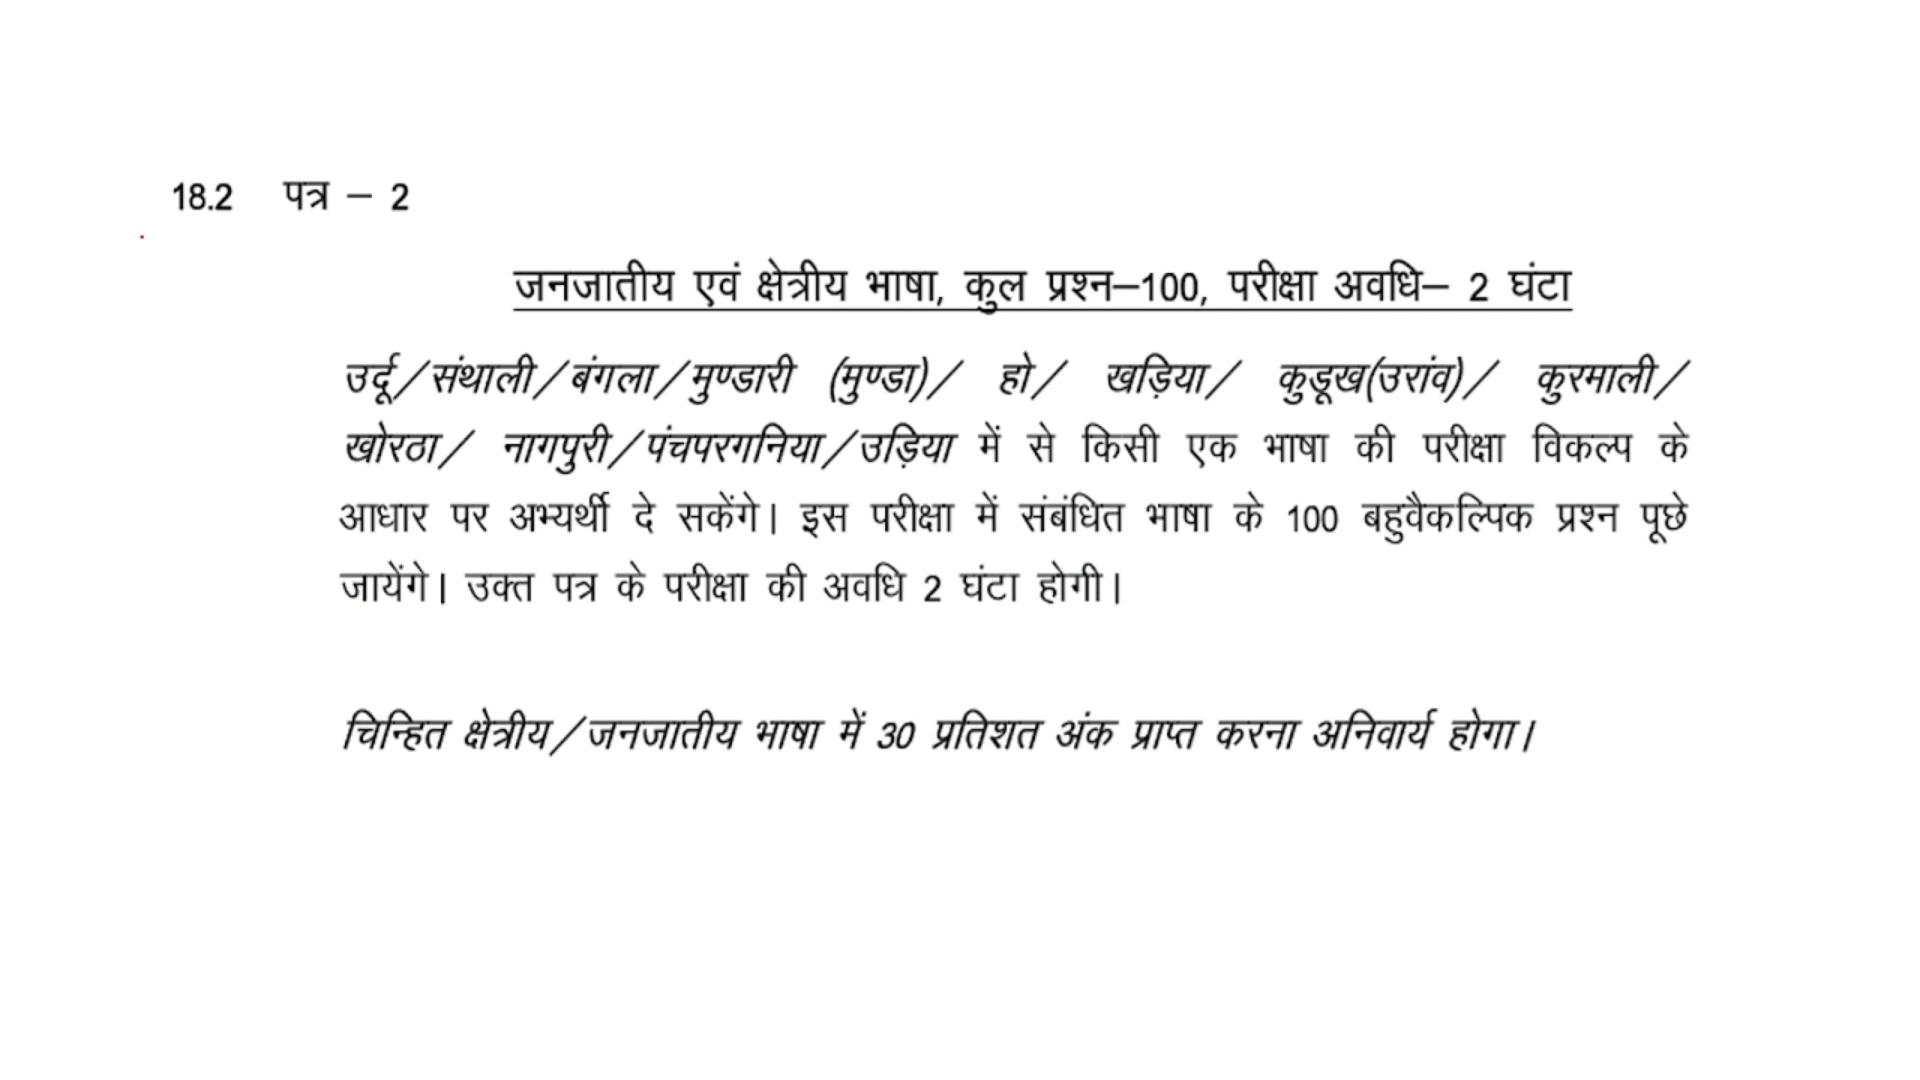 18.2 पत्र – 2
जनजातीय एवं क्षेत्रीय भाषा, कुल प्रश्न–100, परीक्षा अवधि– 2 घंटा
उर्दू/संथाली/बंगला/मुण्डारी (मुण्डा)/ हो/ खड़िया/ कुडूख(उरांव)/ कुरमाली/
खोरठा/ नागपुरी/पंचपरगनिया/उड़िया में से किसी एक भाषा की परीक्षा विकल्प के
आधार पर अभ्यर्थी दे सकेंगे। इस परीक्षा में संबंधित भाषा के 100 बहुवैकल्पिक प्रश्न पूछे
जायेंगे। उक्त पत्र के परीक्षा की अवधि 2 घंटा होगी।
चिन्हित क्षेत्रीय/जनजातीय भाषा में 30 प्रतिशत अंक प्राप्त करना अनिवार्य होगा।